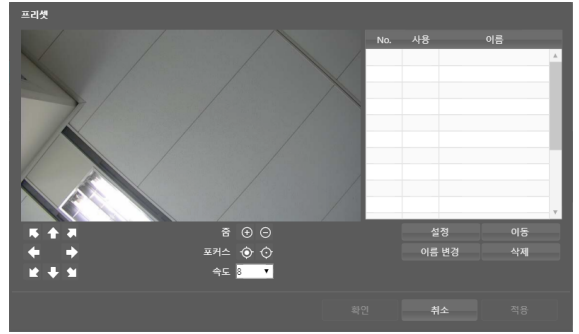 프리셋
No. 사용 이름
줌
포커스
속도 8
설정 이동
이름 변경 삭제
확인 취소 적용